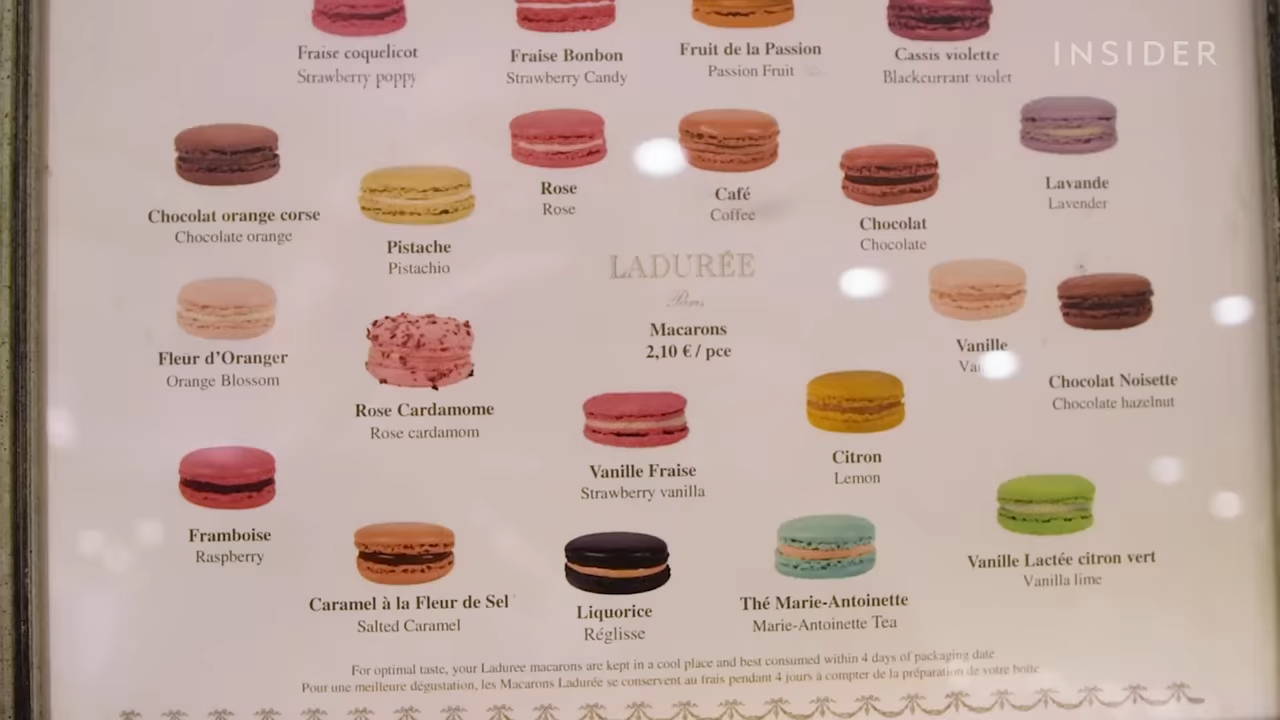 INSIDER
Fraise coquelicot
Strawberry poppy
Fraise Bonbon
Strawberry Candy
Fruit de la Passion
Passion Fruit
Cassis violette
Blackcurrant violet
Chocolat orange corse
Chocolate orange
Pistache
Pistachio
Rose
Rose
Café
Coffee
Chocolat
Chocolate
Lavande
Lavender
LADURÉE
Paris
Macarons
2,10 € / pce
Fleur d'Oranger
Orange Blossom
Rose Cardamome
Rose cardamom
Vanille
Chocolat Noisette
Chocolate hazelnut
Vanille Fraise
Strawberry vanilla
Citron
Lemon
Framboise
Raspberry
Caramel à la Fleur de Sel
Salted Caramel
Liquorice
Réglisse
Thé Marie-Antoinette
Marie-Antoinette Tea
Vanille Lactée citron vert
Vanilla lime
For optimal taste, your Laduree macarons are kept in a cool place and best consumed within 4 days of packaging date
Pour une meilleure dégustation, les Macarons Ladurée se conservent au frais pendant 4 jours à compter de la préparation de votre boîte